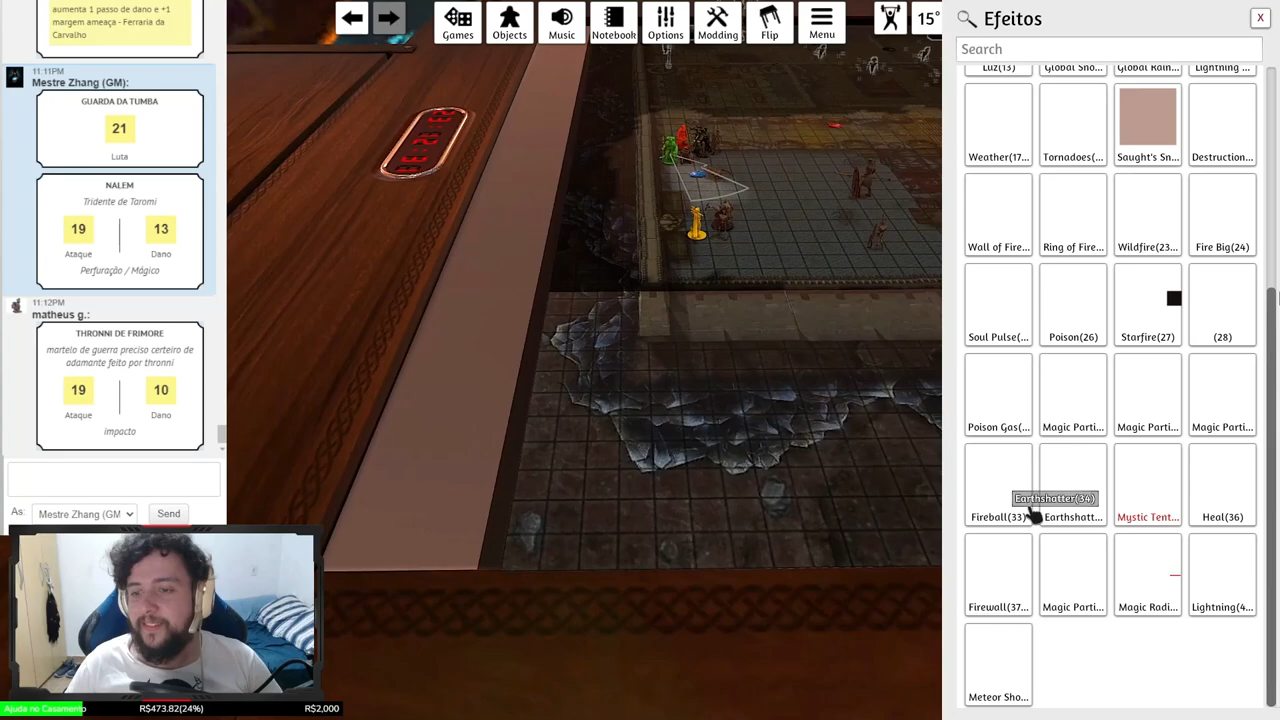 aumenta 1 passo de dano e +1
margem ameaça - Ferraria da
Carvalho
11:11PM
Mestre Zhang (GM):
GUARDA DA TUMBA
21
Luta
NALEM
Tridente de Taromi
19 13
Ataque Dano
Perfuração / Mágico
11:12PM
matheus g.:
THRONNI DE FRIMORE
martelo de guerra preciso certeiro de
adamante feito por thronni
19 10
Ataque Dano
impacto
As: Mestre Zhang (GM Send
Ajuda no Casamento R$473.82(24%) R$2,000
Games Objects Music Notebook Options Modding Flip Menu 15°
Efeitos X
Search
Luz(13) Global Sno... Global Rain... Lightning ...
Weather(17... Tornadoes(... Saught's Sn... Destruction...
Wall of Fire... Ring of Fire... Wildfire(23... Fire Big(24)
Soul Pulse(... Poison(26) Starfire(27) (28)
Poison Gas(... Magic Parti... Magic Parti... Magic Parti...
Earthshatter(34)
Fireball(33) Earthshatt... Mystic Tent... Heal(36)
Firewall(37... Magic Parti... Magic Radi... Lightning(4...
Meteor Sho...